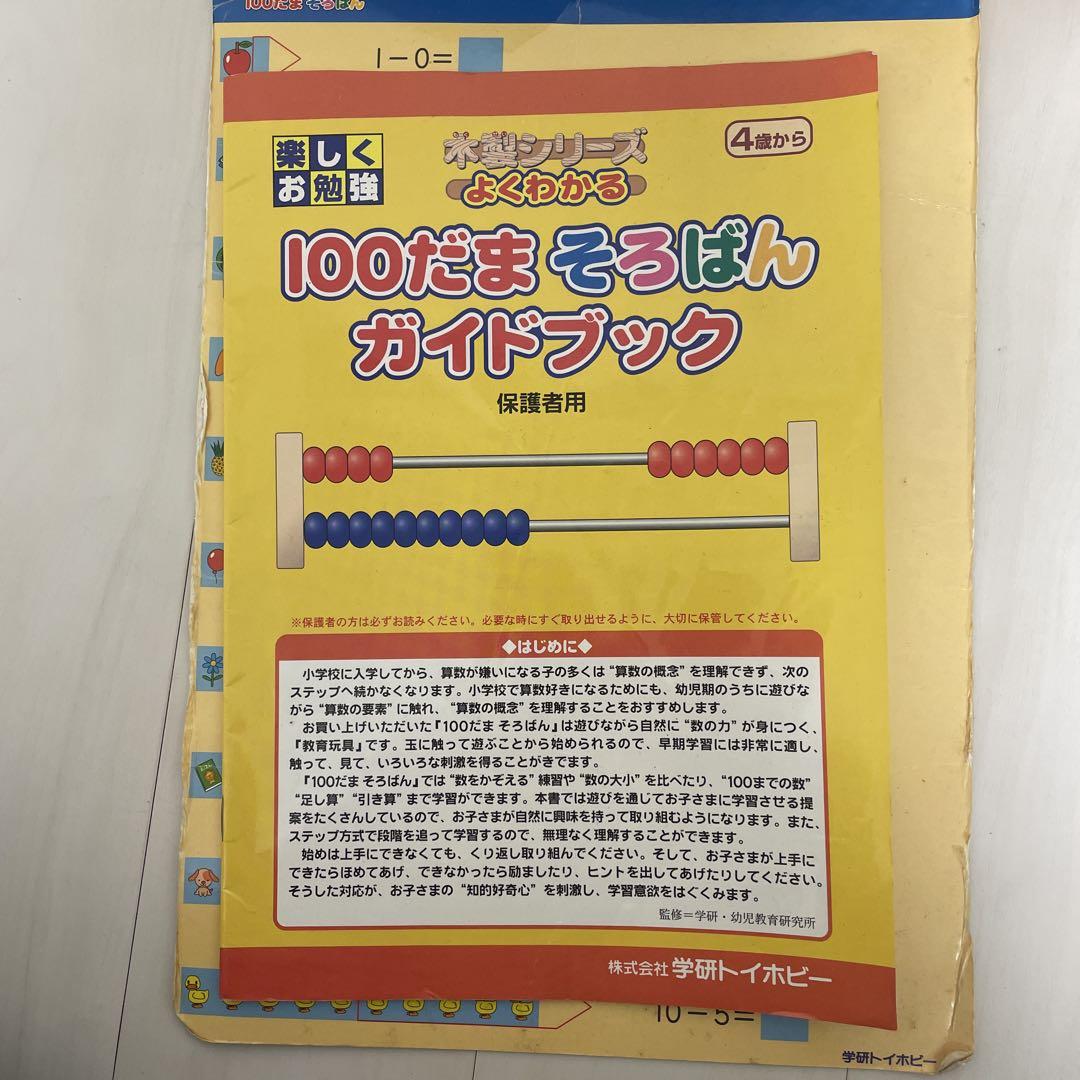 100だま そろばん
1-0=
楽しく
お勉強
木製シリーズ
よくわかる
4歳から
100だま そろばん
ガイドブック
保護者用
※保護者の方は必ずお読みください。必要な時にすぐ取り出せるように、大切に保管してください。
◆はじめに◆
小学校に入学してから、算数が嫌いになる子の多くは“算数の概念”を理解できず、次の
ステップへ続かなくなります。小学校で算数好きになるためにも、幼児期のうちに遊びな
がら“算数の要素”に触れ、“算数の概念”を理解することをおすすめします。
お買い上げいただいた『100だま そろばん』は遊びながら自然に“数の力”が身につく、
『教育玩具』です。玉に触って遊ぶことから始められるので、早期学習には非常に適し、
触って、見て、いろいろな刺激を得ることがきでます。
『100だま そろばん』では“数をかぞえる”練習や“数の大小”を比べたり、“100までの数”
“足し算”“引き算”まで学習ができます。本書では遊びを通じてお子さまに学習させる提
案をたくさんしているので、お子さまが自然に興味を持って取り組むようになります。また、
ステップ方式で段階を追って学習するので、無理なく理解することができます。
始めは上手にできなくても、くり返し取り組んでください。そして、お子さまが上手に
できたらほめてあげ、できなかったら励ましたり、ヒントを出してあげたりしてください。
そうした対応が、お子さまの“知的好奇心”を刺激し、学習意欲をはぐくみます。
監修＝学研・幼児教育研究所
株式会社 学研トイホビー
10-5=
学研トイホビー